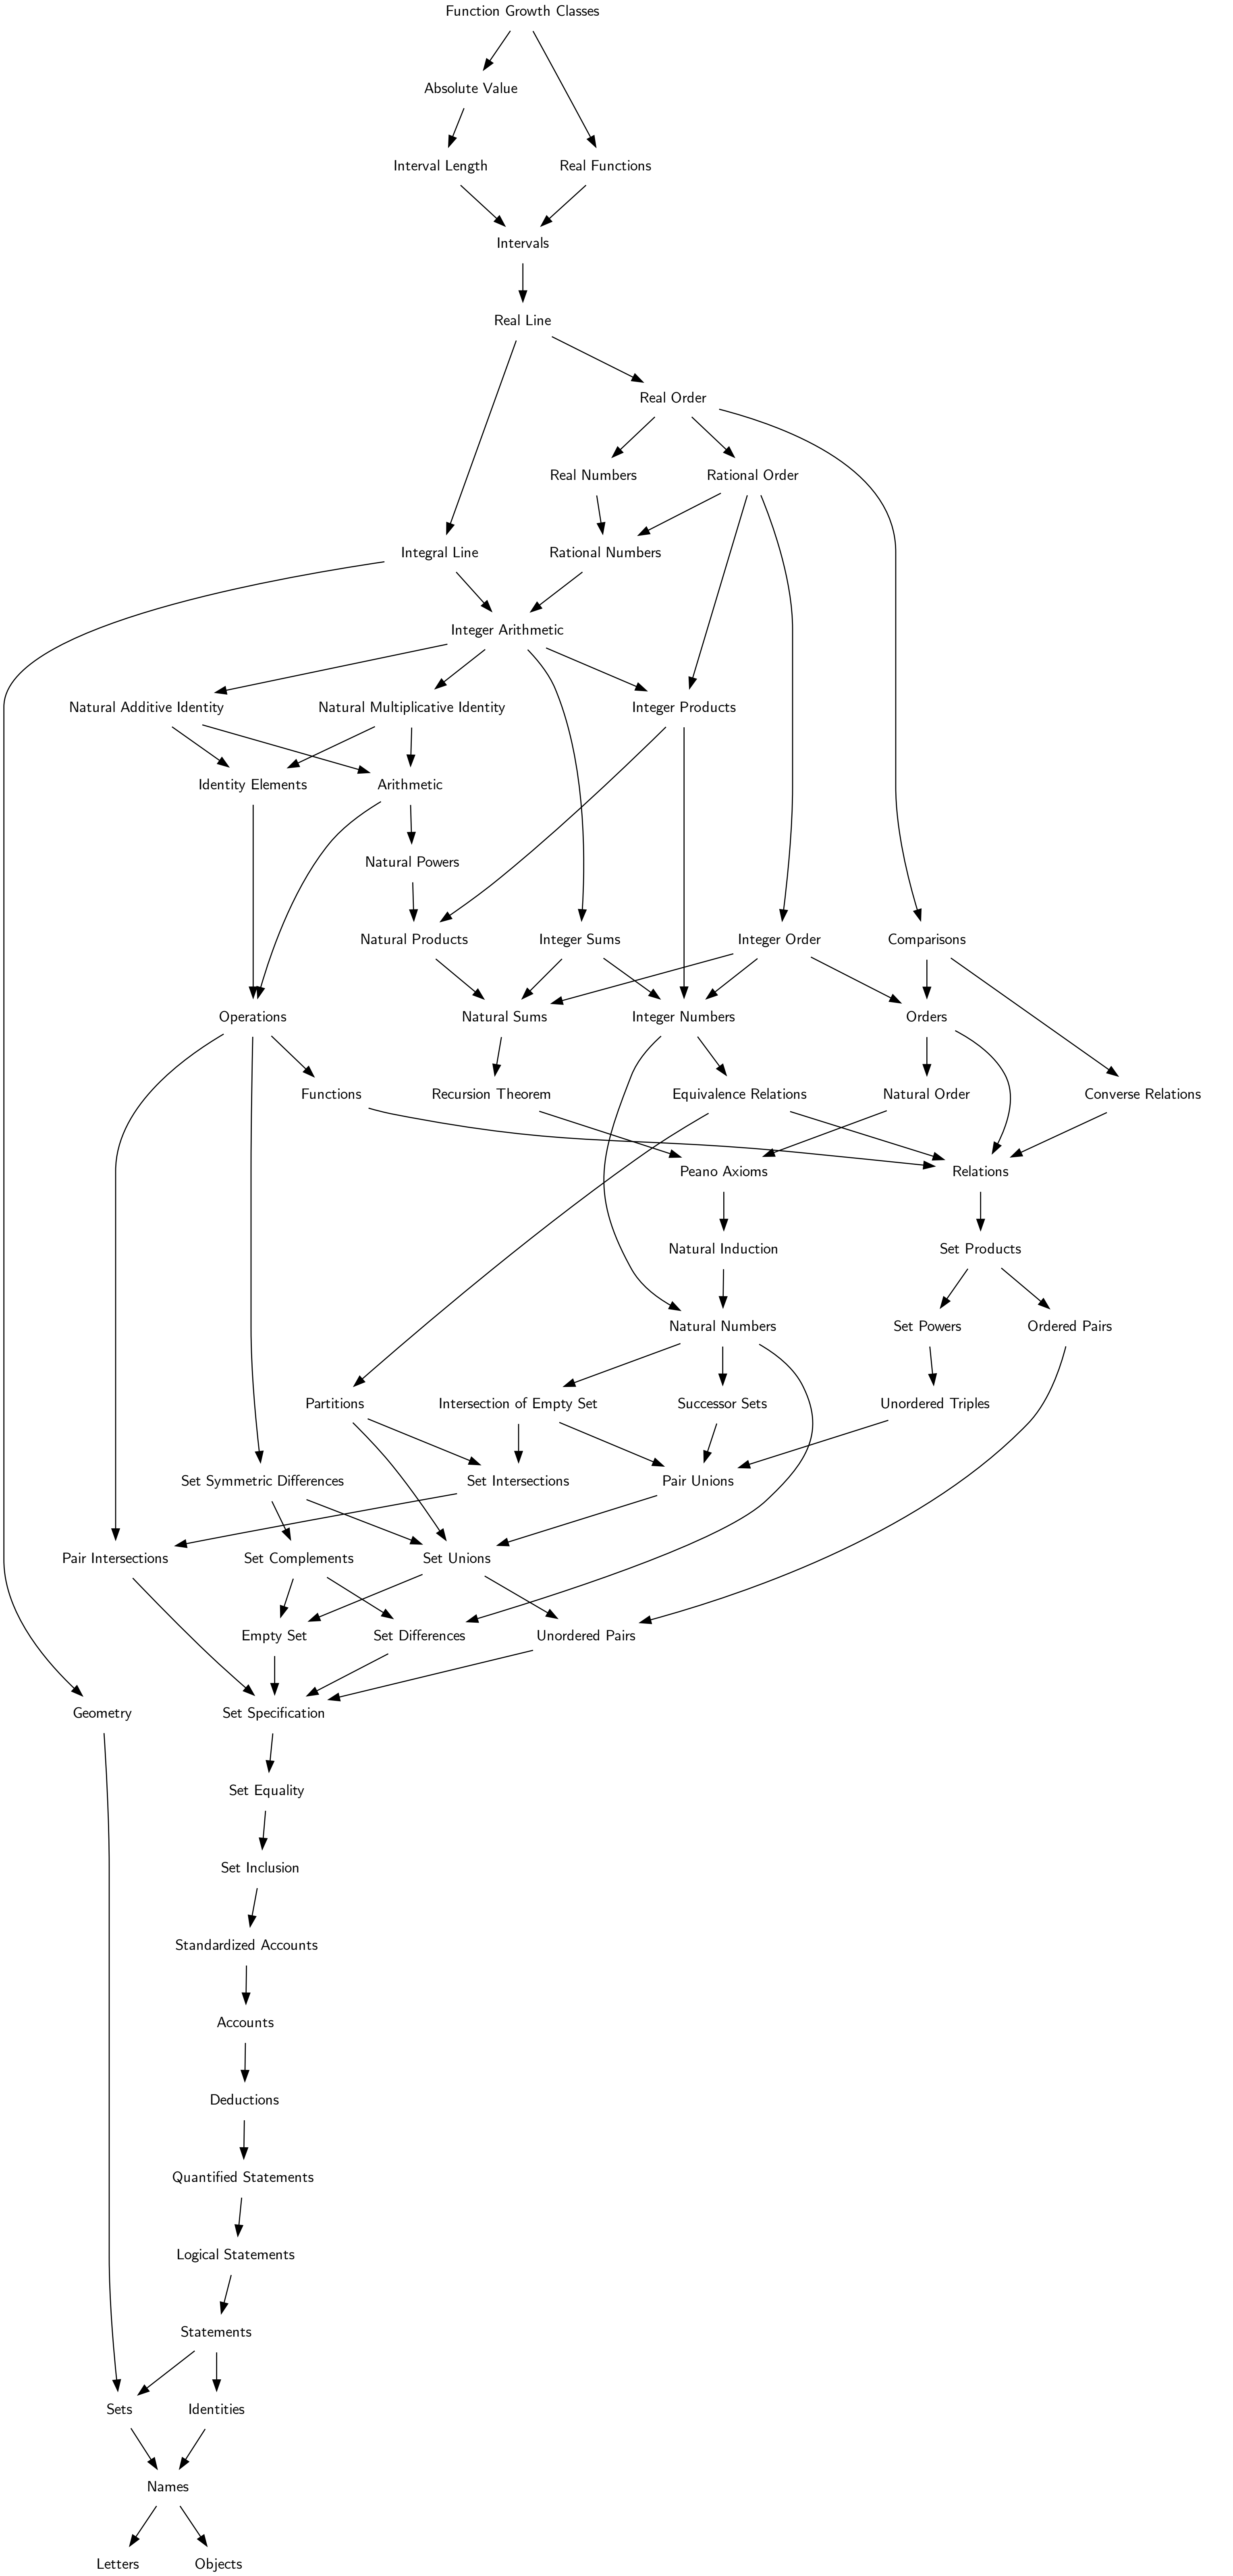 Function Growth Classes
Absolute Value
Interval Length
Real Functions
Intervals
Real Line
Real Order
Real Numbers
Rational Order
Integral Line
Rational Numbers
Integer Arithmetic
Natural Additive Identity
Natural Multiplicative Identity
Integer Products
Identity Elements
Arithmetic
Natural Powers
Natural Products
Integer Sums
Integer Order
Comparisons
Operations
Natural Sums
Integer Numbers
Orders
Functions
Recursion Theorem
Equivalence Relations
Natural Order
Converse Relations
Peano Axioms
Relations
Natural Induction
Set Products
Natural Numbers
Set Powers
Ordered Pairs
Partitions
Intersection of Empty Set
Successor Sets
Unordered Triples
Set Symmetric Differences
Set Intersections
Pair Unions
Pair Intersections
Set Complements
Set Unions
Empty Set
Set Differences
Unordered Pairs
Geometry
Set Specification
Set Equality
Set Inclusion
Standardized Accounts
Accounts
Deductions
Quantified Statements
Logical Statements
Statements
Sets
Identities
Names
Letters
Objects